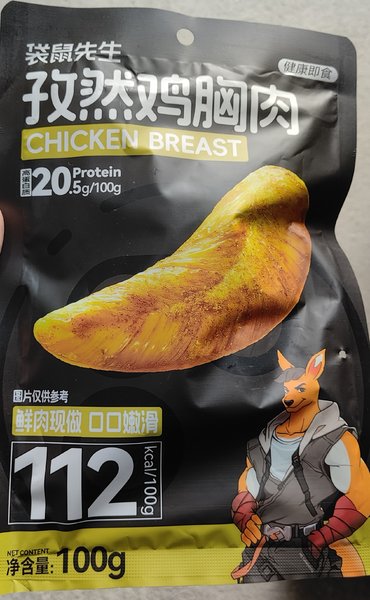 袋鼠先生
健康即食
孜然鸡胸肉
CHICKEN BREAST
高蛋白质 20.5g/100g Protein
图片仅供参考
鲜肉现做 口口嫩滑
112 kcal/100g
NET CONTENT
净含量: 100g